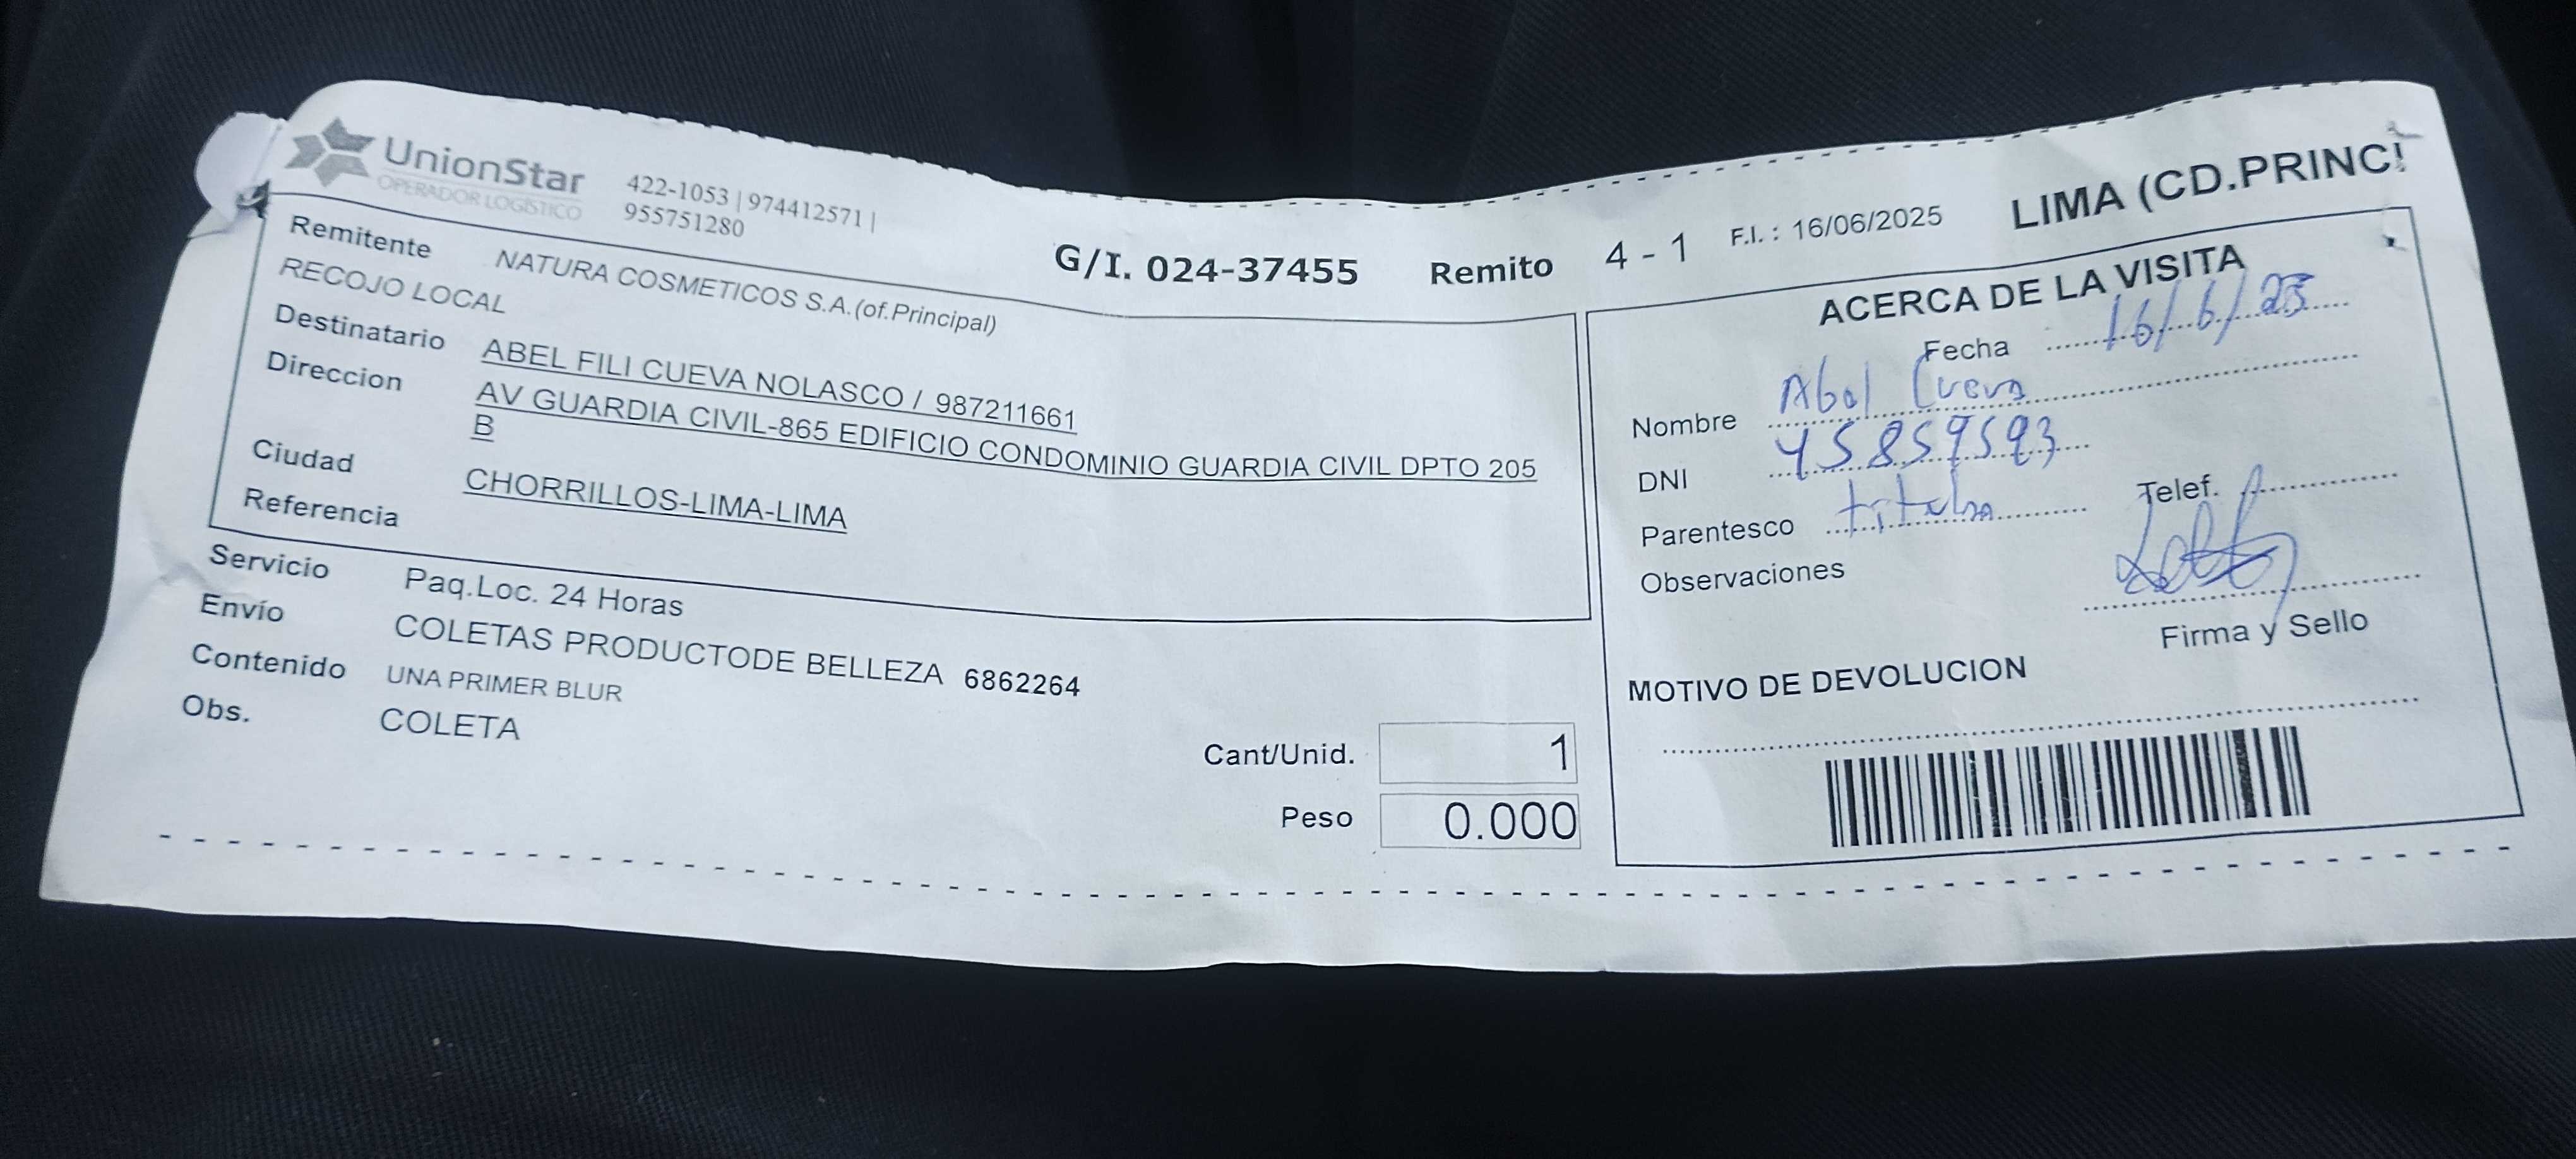 UnionStar
OPERADOR LOGISTICO
422-1053 | 974412571 |
955751280
G/I. 024-37455 Remito 4 - 1 F.I. : 16/06/2025 LIMA (CD.PRINC!
Remitente NATURA COSMETICOS S.A.(of.Principal)
RECOJO LOCAL
Destinatario ABEL FILI CUEVA NOLASCO / 987211661
Direccion AV GUARDIA CIVIL-865 EDIFICIO CONDOMINIO GUARDIA CIVIL DPTO 205
B
Ciudad CHORRILLOS-LIMA-LIMA
Referencia
Servicio Paq.Loc. 24 Horas
Envío COLETAS PRODUCTODE BELLEZA 6862264
Contenido UNA PRIMER BLUR
Obs. COLETA
Cant/Unid. 1
Peso 0.000
ACERCA DE LA VISITA
Fecha 16/6/25
Nombre Abel Cueva
DNI 45859593
Parentesco titular Telef.
Observaciones
Firma y Sello
MOTIVO DE DEVOLUCION